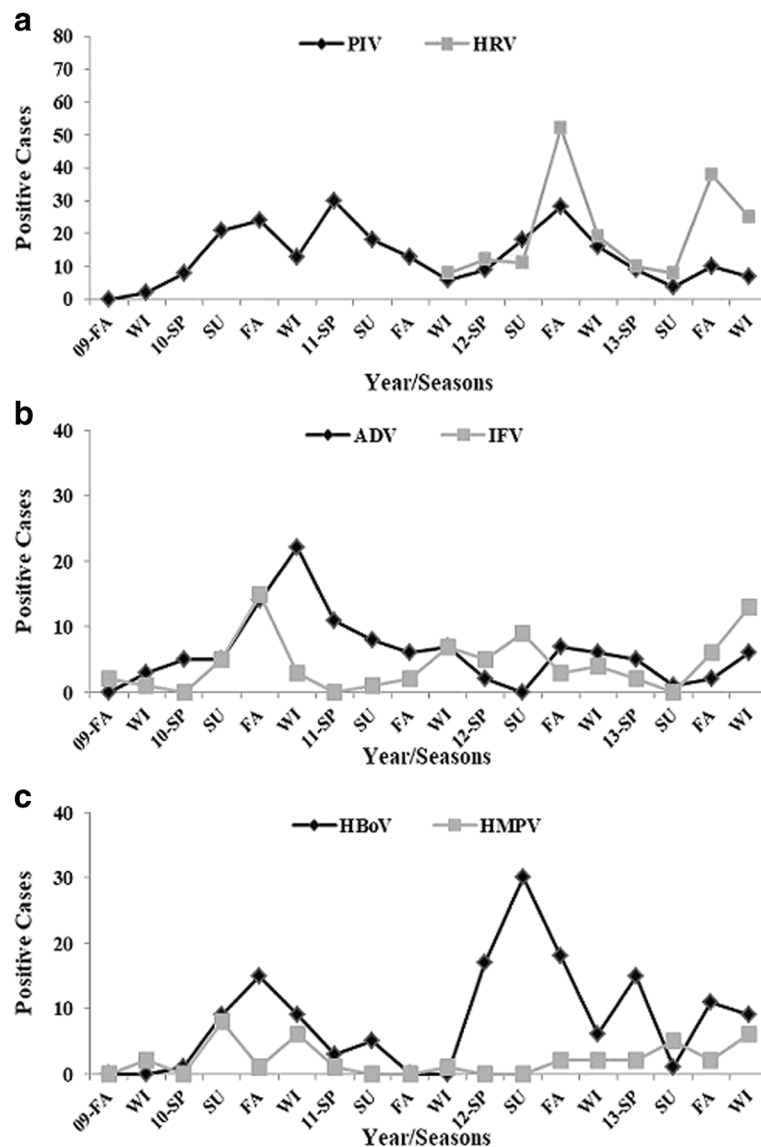 a
PIV HRV
80
70
60
50
40
30
20
10
0
Positive Cases
09-FA WI 10-SP SU FA WI 11-SP SU FA WI 12-SP SU FA WI 13-SP SU FA WI
Year/Seasons
b
ADV IFV
40
30
20
10
0
Positive Cases
09-FA WI 10-SP SU FA WI 11-SP SU FA WI 12-SP SU FA WI 13-SP SU FA WI
Year/Seasons
c
HBoV HMPV
40
30
20
10
0
Positive Cases
09-FA WI 10-SP SU FA WI 11-SP SU FA WI 12-SP SU FA WI 13-SP SU FA WI
Year/Seasons